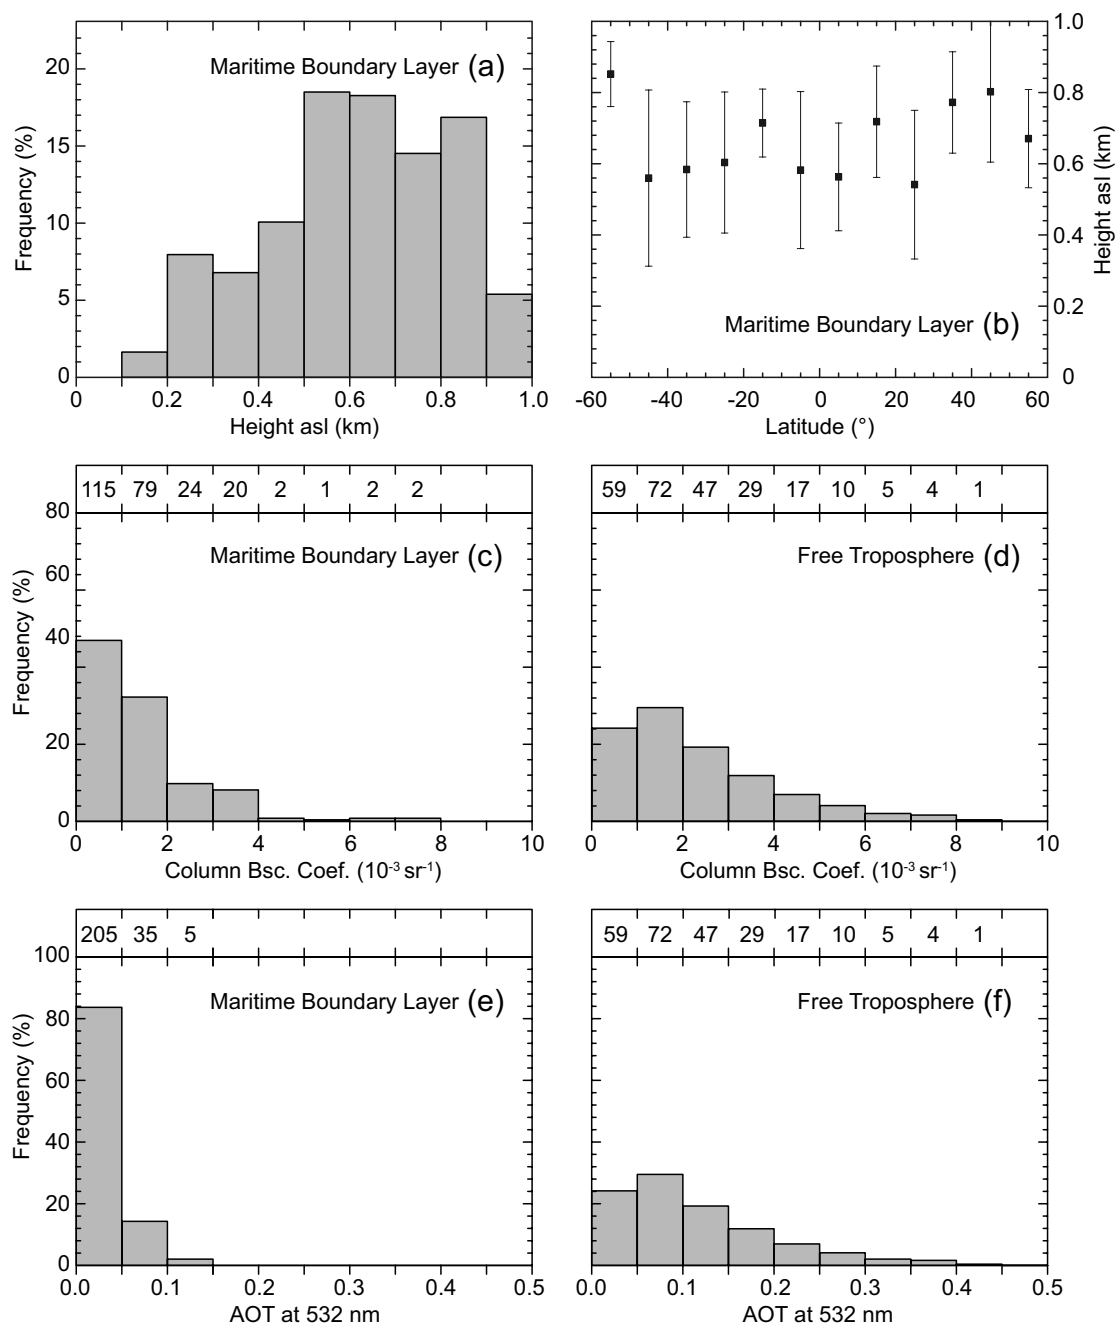 Maritime Boundary Layer (a)
Frequency (%)
20
15
10
5
0
0 0.2 0.4 0.6 0.8 1.0
Height asl (km)
1.0
0.8
0.6
0.4
0.2
0
Height asl (km)
Maritime Boundary Layer (b)
-60 -40 -20 0 20 40 60
Latitude (°)
115 79 24 20 2 1 2 2
Maritime Boundary Layer (c)
Frequency (%)
80
60
40
20
0
0 2 4 6 8 10
Column Bsc. Coef. (10⁻³ sr⁻¹)
59 72 47 29 17 10 5 4 1
Free Troposphere (d)
0 2 4 6 8 10
Column Bsc. Coef. (10⁻³ sr⁻¹)
205 35 5
Maritime Boundary Layer (e)
Frequency (%)
100
80
60
40
20
0
0.0 0.1 0.2 0.3 0.4 0.5
AOT at 532 nm
59 72 47 29 17 10 5 4 1
Free Troposphere (f)
0.0 0.1 0.2 0.3 0.4 0.5
AOT at 532 nm